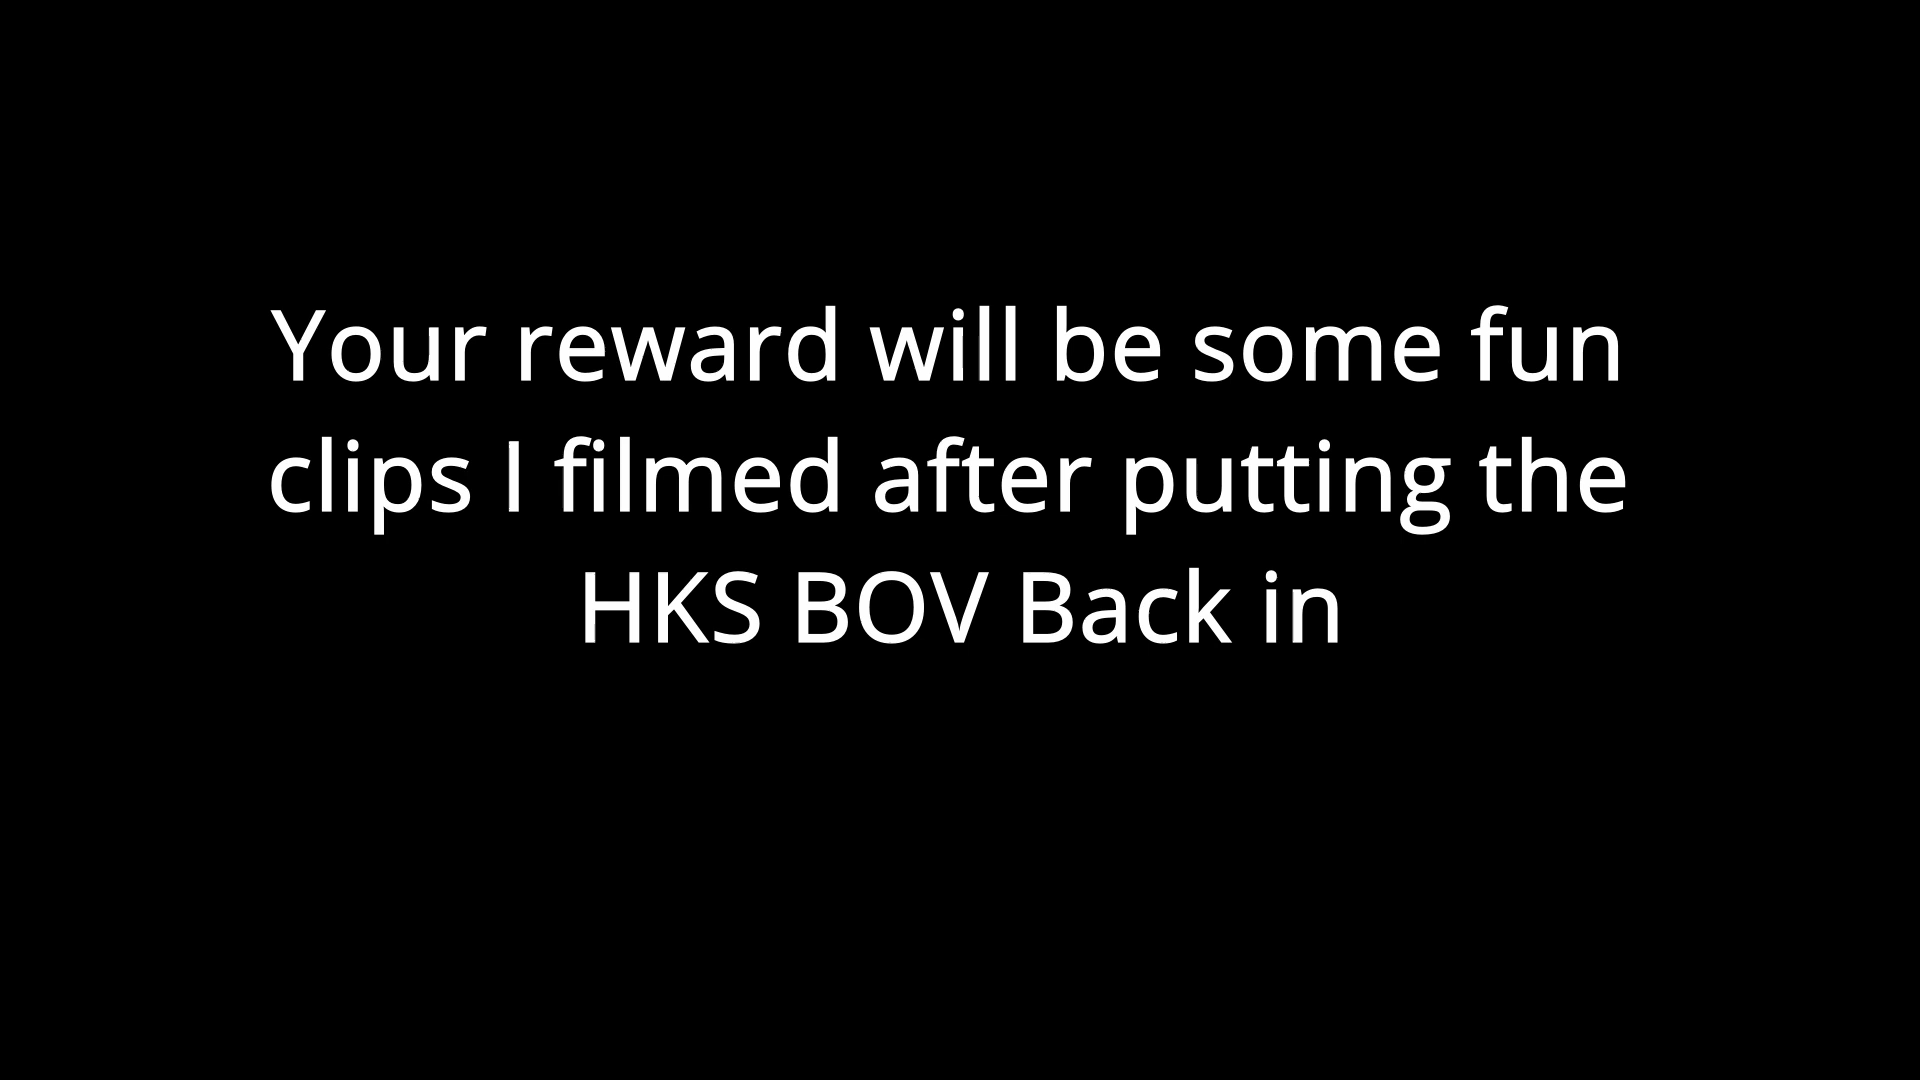 Your reward will be some fun
clips I filmed after putting the
HKS BOV Back in